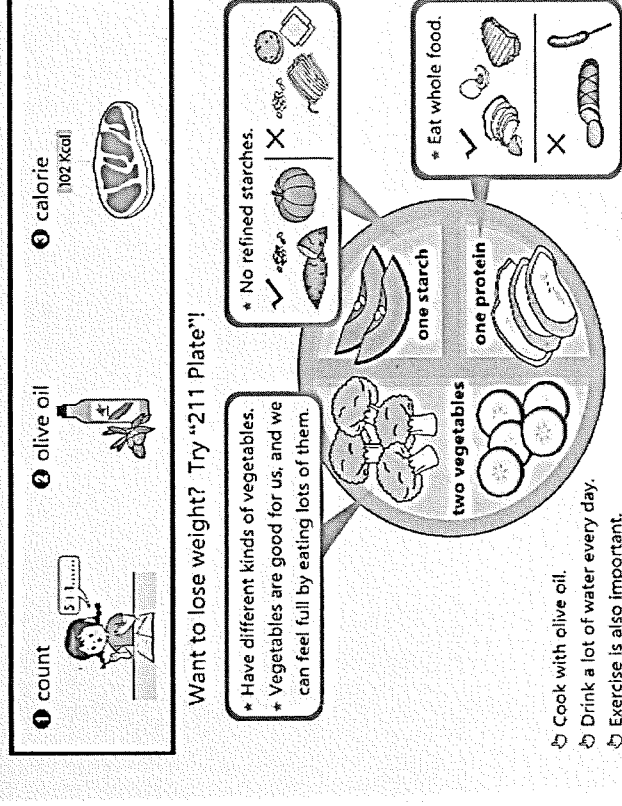 ❶ count
❷ olive oil
❸ calorie
102 Kcal
Want to lose weight? Try “211 Plate”!
★ Have different kinds of vegetables.
★ Vegetables are good for us, and we
can feel full by eating lots of them.
★ No refined starches.
★ Eat whole food.
two vegetables
one starch
one protein
Cook with olive oil.
Drink a lot of water every day.
Exercise is also important.